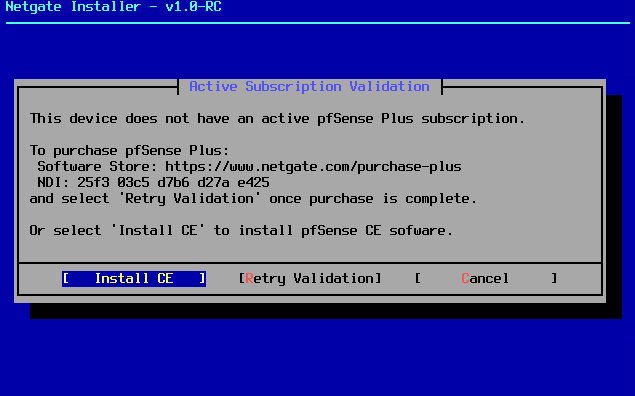 Netgate Installer - v1.0-RC
Active Subscription Validation
This device does not have an active pfSense Plus subscription.
To purchase pfSense Plus:
Software Store: https://www.netgate.com/purchase-plus
NDI: 25f3 03c5 d7b6 d27a e425
and select 'Retry Validation' once purchase is complete.
Or select 'Install CE' to install pfSense CE sofware.
[ Install CE ] [Retry Validation] [ Cancel ]